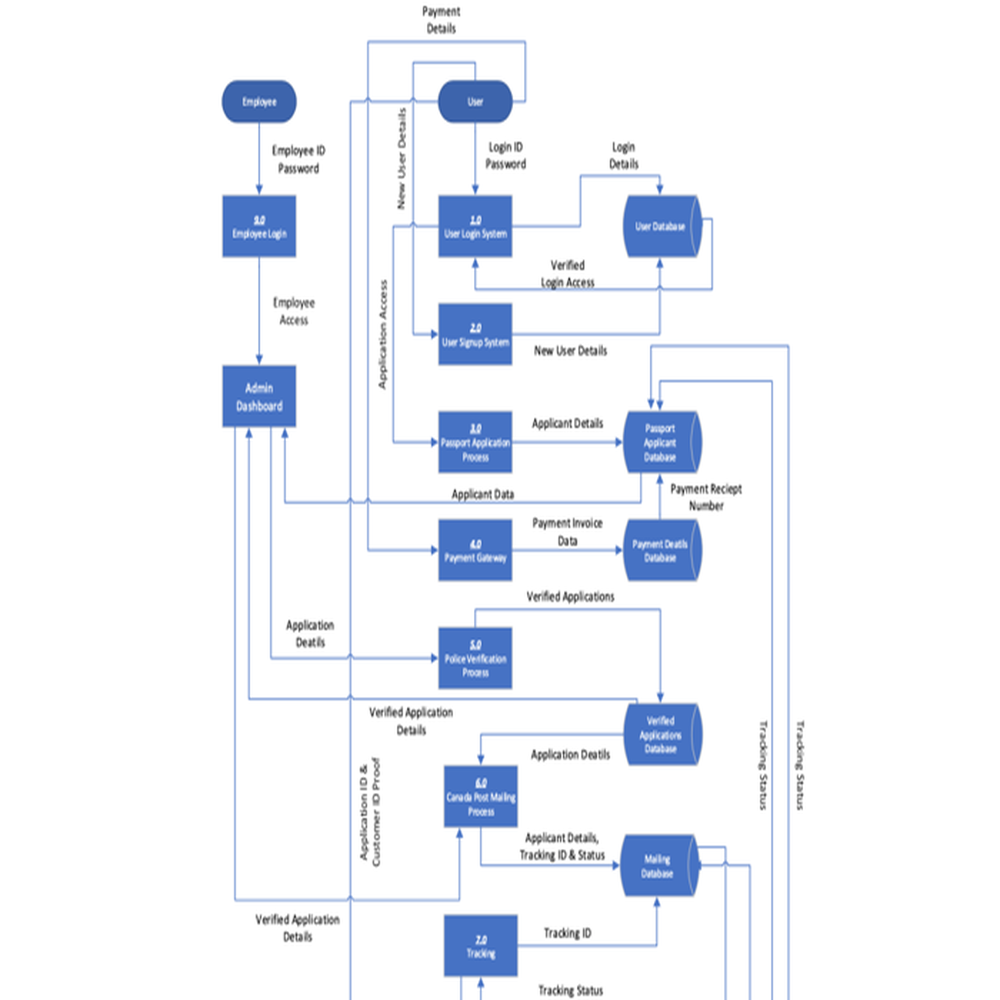 Payment
Details
Employee
User
New User Details
Employee ID
Password
Login ID
Password
Login
Details
9.0
Employee Login
1.0
User Login System
User Database
Verified
Login Access
Employee
Access
Application Access
2.0
User Signup System
New User Details
Admin
Dashboard
3.0
Passport Application
Process
Applicant Details
Passport
Applicant
Database
Applicant Data
Payment Reciept
Number
4.0
Payment Gateway
Payment Invoice
Data
Payment Deatils
Database
Verified Applications
Application
Deatils
5.0
Police Verification
Process
Verified Application
Details
Verified
Applications
Database
Application Deatils
Tracking Status
Tracking Status
Application ID &
Customer ID Proof
6.0
Canada Post Mailing
Process
Applicant Details,
Tracking ID & Status
Mailing
Database
Verified Application
Details
7.0
Tracking
Tracking ID
Tracking Status